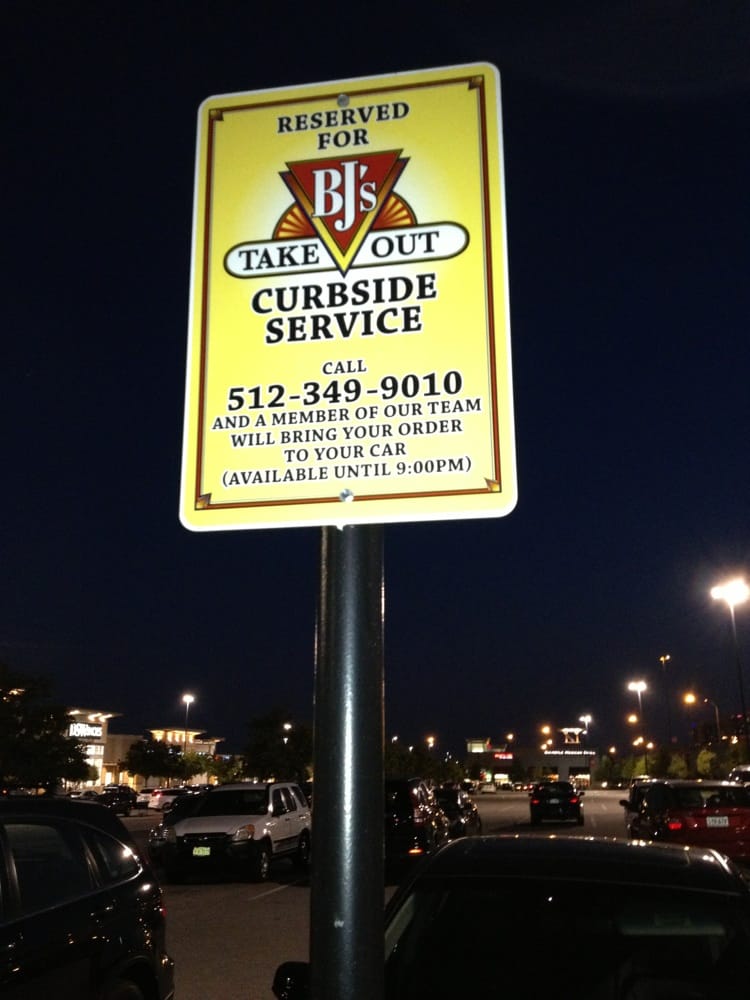 RESERVED
FOR
BJ's
TAKE OUT
CURBSIDE
SERVICE
CALL
512-349-9010
AND A MEMBER OF OUR TEAM
WILL BRING YOUR ORDER
TO YOUR CAR
(AVAILABLE UNTIL 9:00PM)